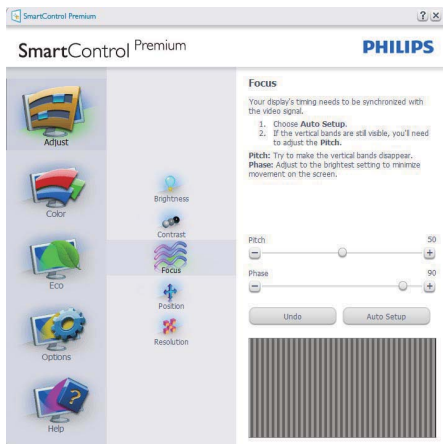 SmartControl Premium
? ×
SmartControl Premium
PHILIPS
Adjust
Color
Eco
Options
Help
Brightness
Contrast
Focus
Position
Resolution
Focus
Your display's timing needs to be synchronized with
the video signal.
1. Choose Auto Setup.
2. If the vertical bands are still visible, you'll need
to adjust the Pitch.
Pitch: Try to make the vertical bands disappear.
Phase: Adjust to the brightest setting to minimize
movement on the screen.
Pitch 50
Phase 90
Undo Auto Setup